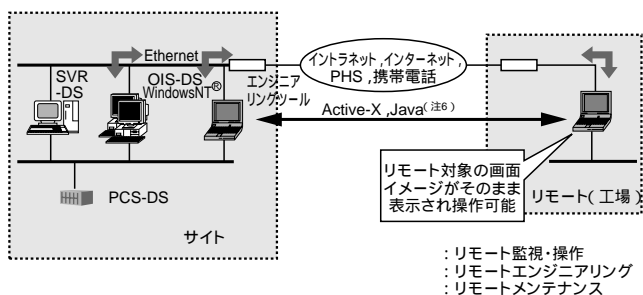 Ethernet
SVR
-DS
OIS-DS
WindowsNT®
エンジニア
リングツール
イントラネット,インターネット,
PHS,携帯電話
Active-X ,Java(注6)
PCS-DS
サイト
リモート対象の画面
イメージがそのまま
表示され操作可能
リモート(工場)
:リモート監視・操作
:リモートエンジニアリング
:リモートメンテナンス